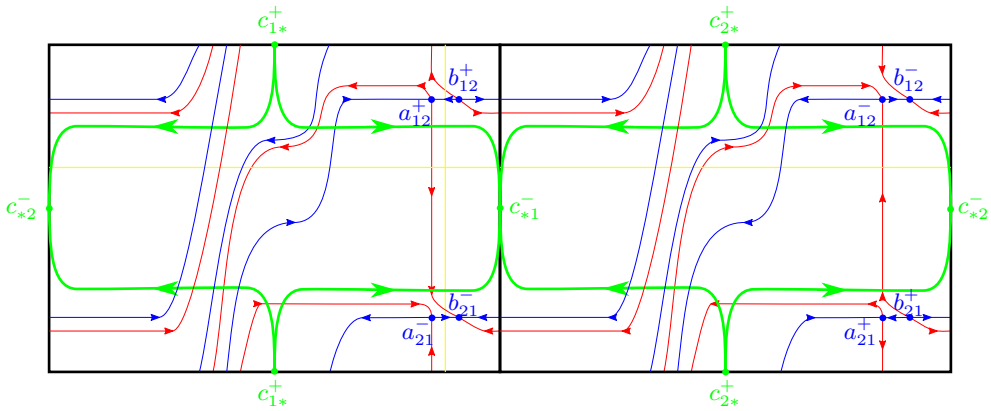 c_{1*}^+ c_{2*}^+
b_{12}^+ b_{12}^-
a_{12}^+ a_{12}^-
c_{*2}^- c_{*1}^- c_{*2}^-
b_{21}^- b_{21}^+
a_{21}^- a_{21}^+
c_{1*}^+ c_{2*}^+